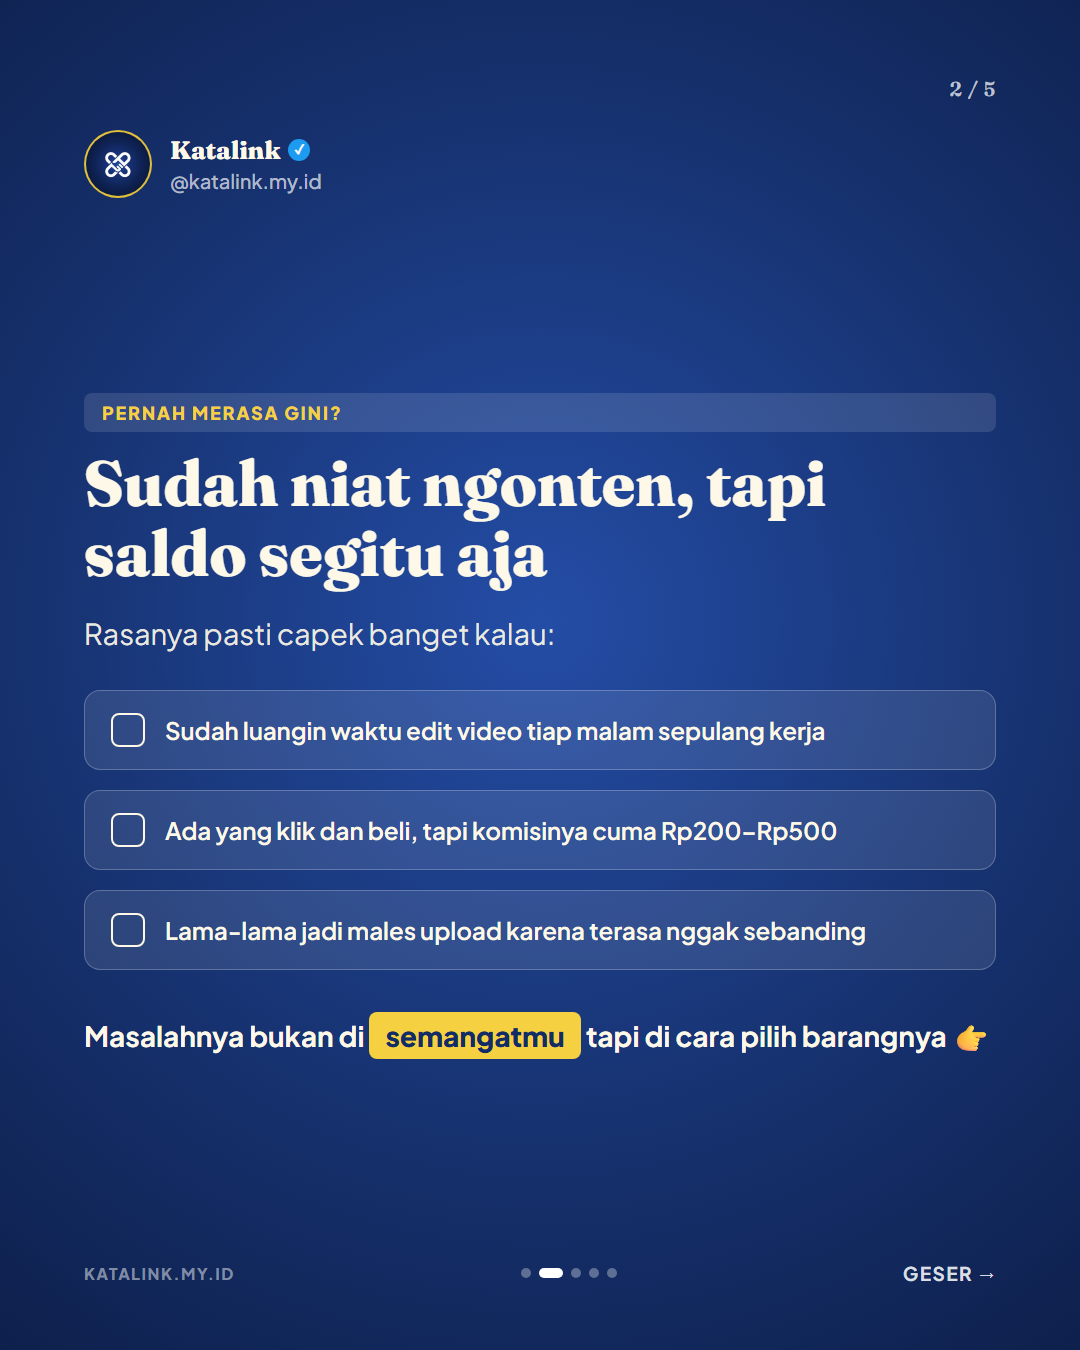 2 / 5
Katalink
@katalink.my.id
PERNAH MERASA GINI?
Sudah niat ngonten, tapi
saldo segitu aja
Rasanya pasti capek banget kalau:
Sudah luangin waktu edit video tiap malam sepulang kerja
Ada yang klik dan beli, tapi komisinya cuma Rp200–Rp500
Lama-lama jadi males upload karena terasa nggak sebanding
Masalahnya bukan di semangatmu tapi di cara pilih barangnya 👉
KATALINK.MY.ID
GESER →